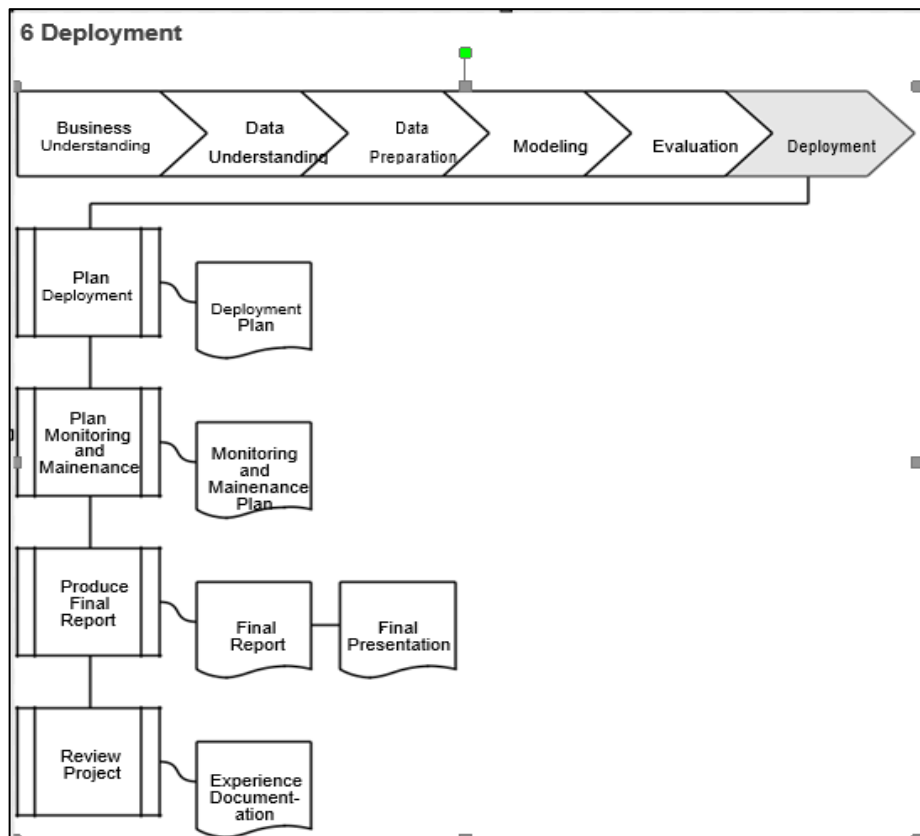 6 Deployment
Business
Understanding
Data
Understanding
Data
Preparation
Modeling
Evaluation
Deployment
Plan
Deployment
Deployment
Plan
Plan
Monitoring
and
Mainenance
Monitoring
and
Mainenance
Plan
Produce
Final
Report
Final
Report
Final
Presentation
Review
Project
Experience
Document-
ation